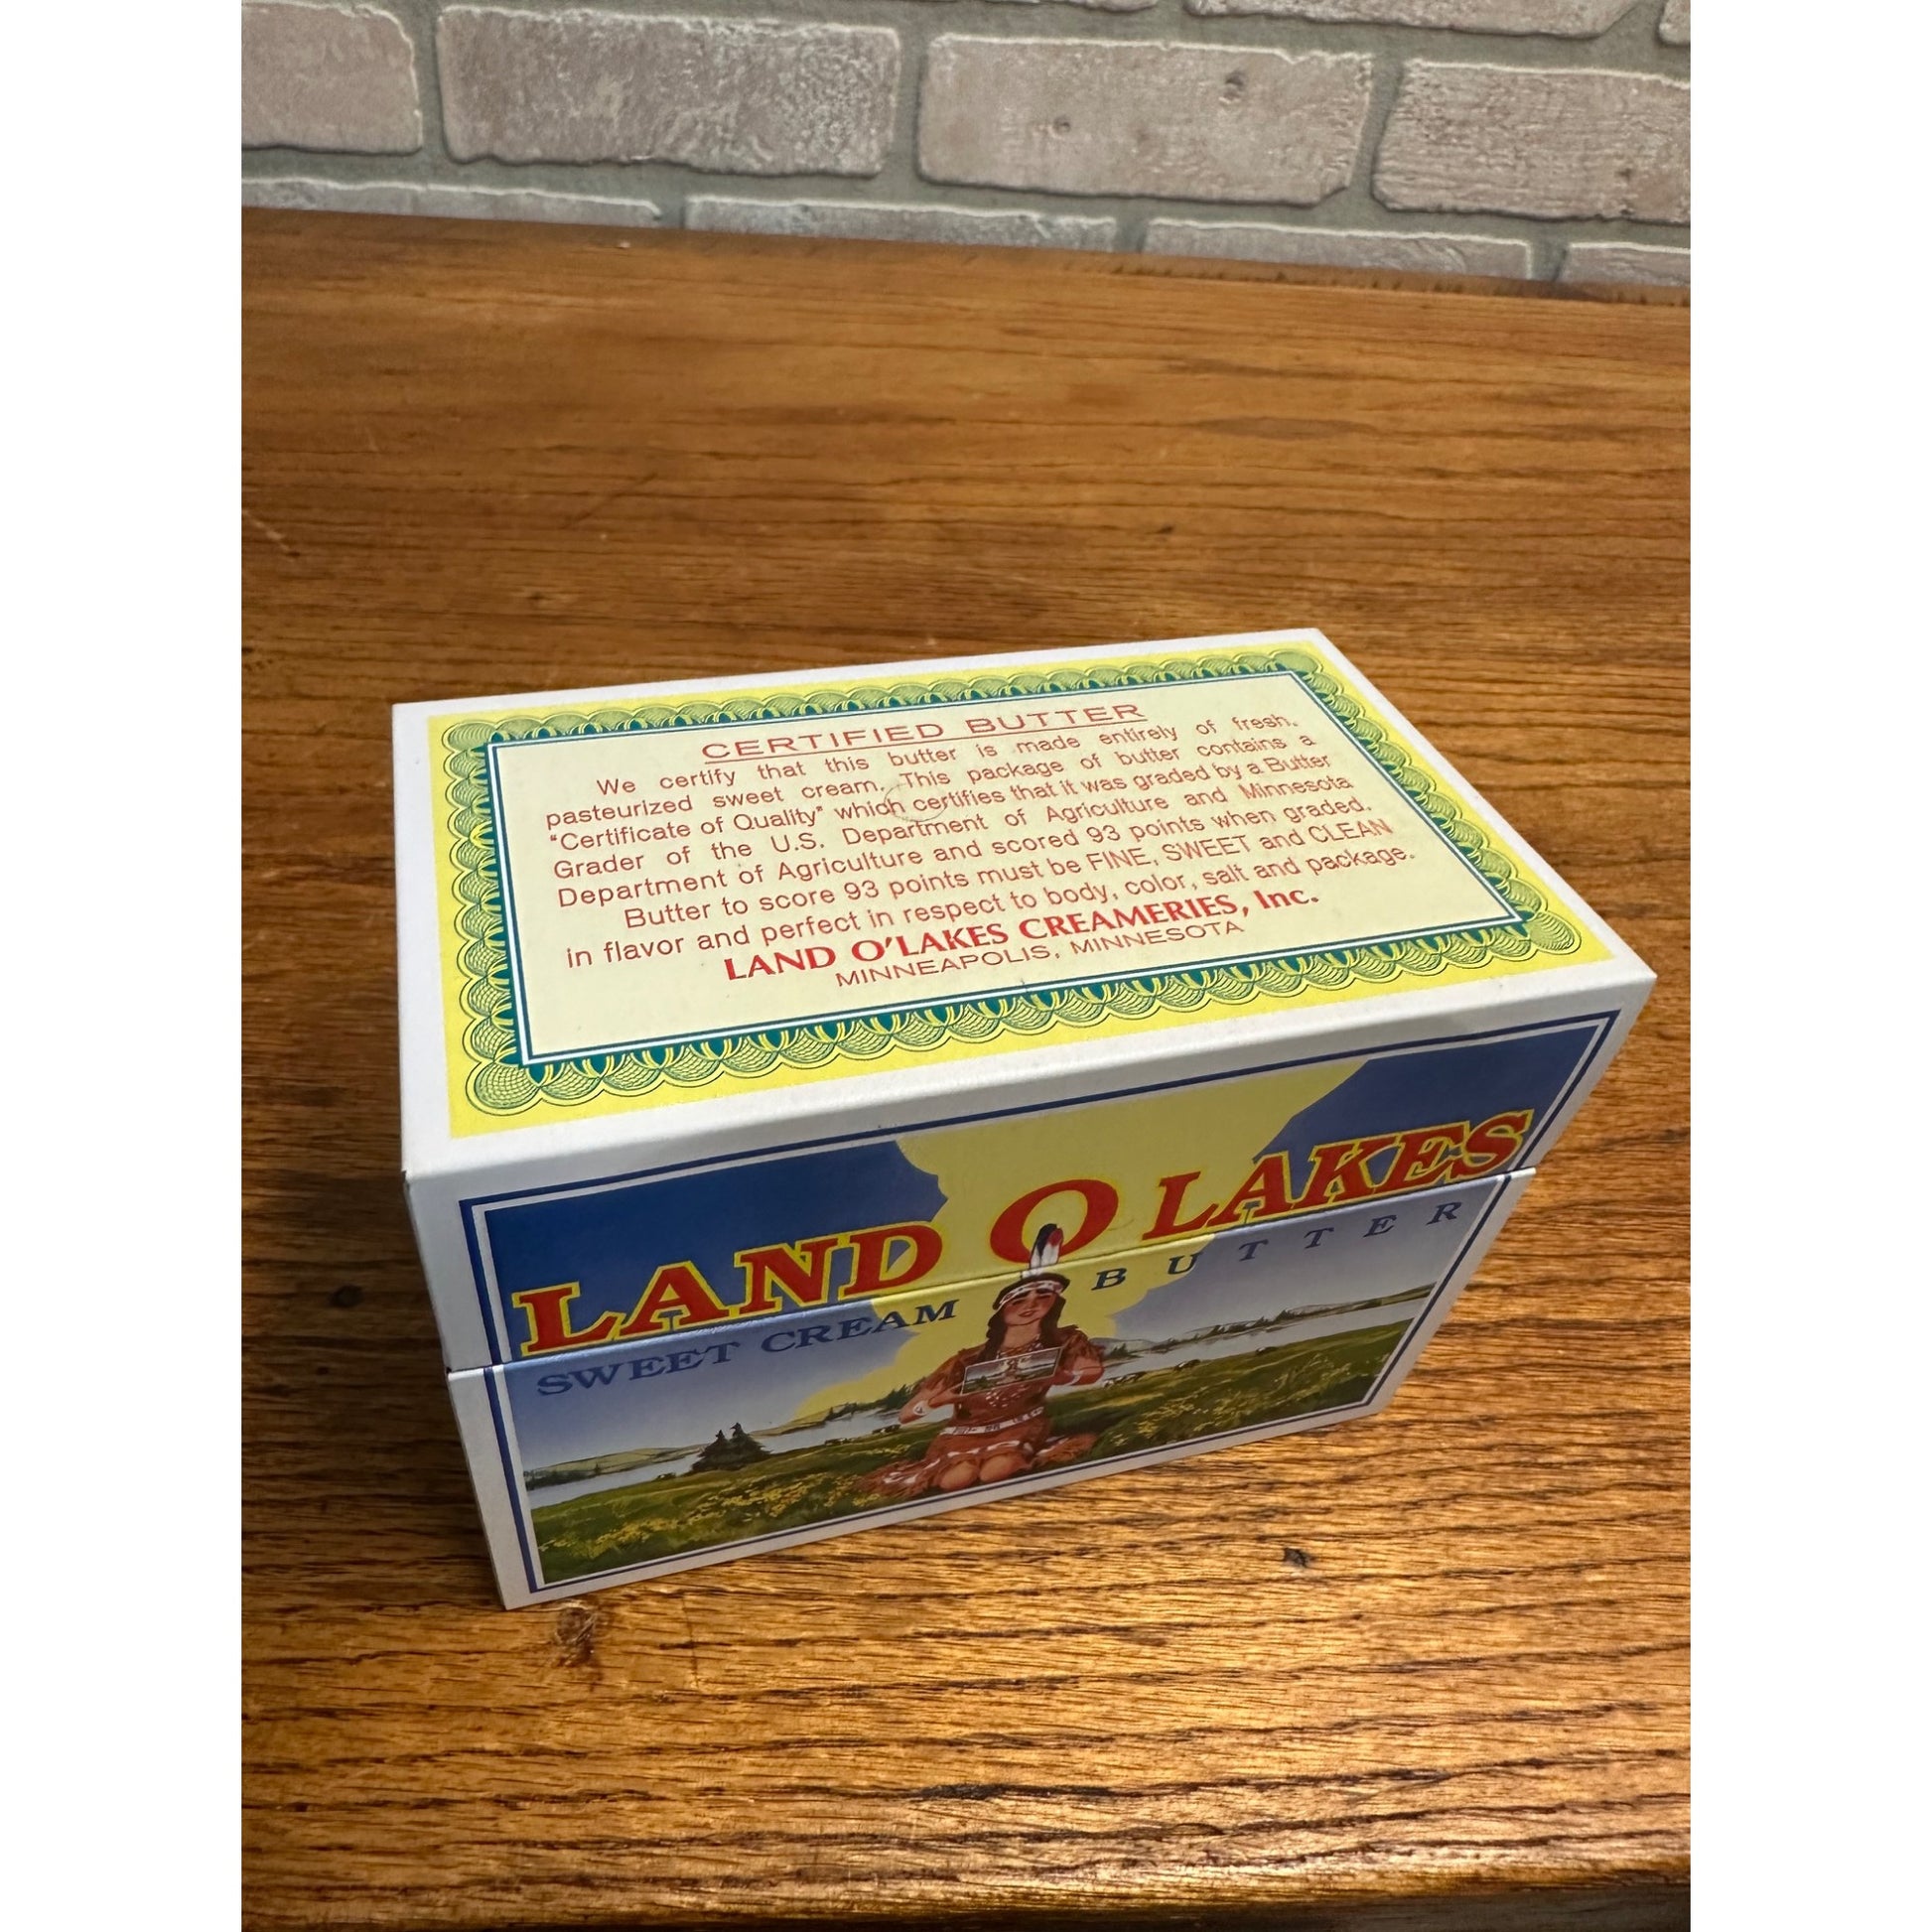 CERTIFIED BUTTER
We certify that this butter is made entirely of fresh,
pasteurized sweet cream. This package of butter contains a
"Certificate of Quality" which certifies that it was graded by a Butter
Grader of the U.S. Department of Agriculture and Minnesota
Department of Agriculture and scored 93 points when graded.
Butter to score 93 points must be FINE, SWEET and CLEAN
in flavor and perfect in respect to body, color, salt and package.
LAND O'LAKES CREAMERIES, Inc.
MINNEAPOLIS, MINNESOTA
LAND O LAKES
SWEET CREAM BUTTER